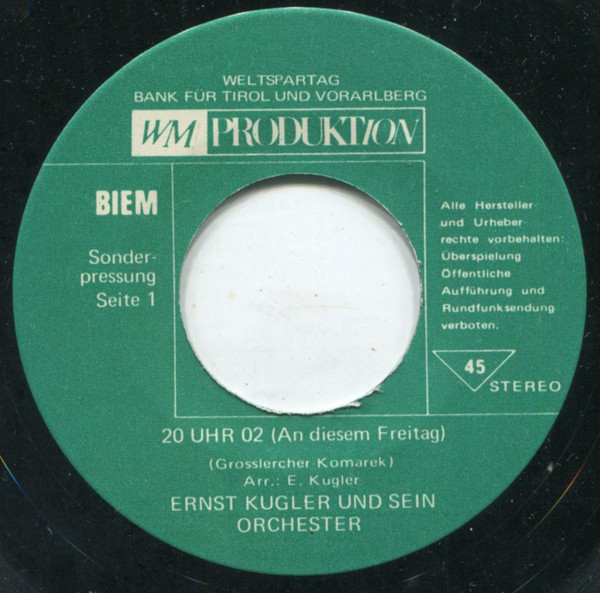 WELTSPARTAG
BANK FÜR TIROL UND VORARLBERG
WM PRODUKTION
BIEM
Sonder-
pressung
Seite 1
Alle Hersteller-
und Urheber-
rechte vorbehalten:
Überspielung
Öffentliche
Aufführung und
Rundfunksendung
verboten.
45
STEREO
20 UHR 02 (An diesem Freitag)
(Grosslercher-Komarek)
Arr.: E. Kugler
ERNST KUGLER UND SEIN
ORCHESTER